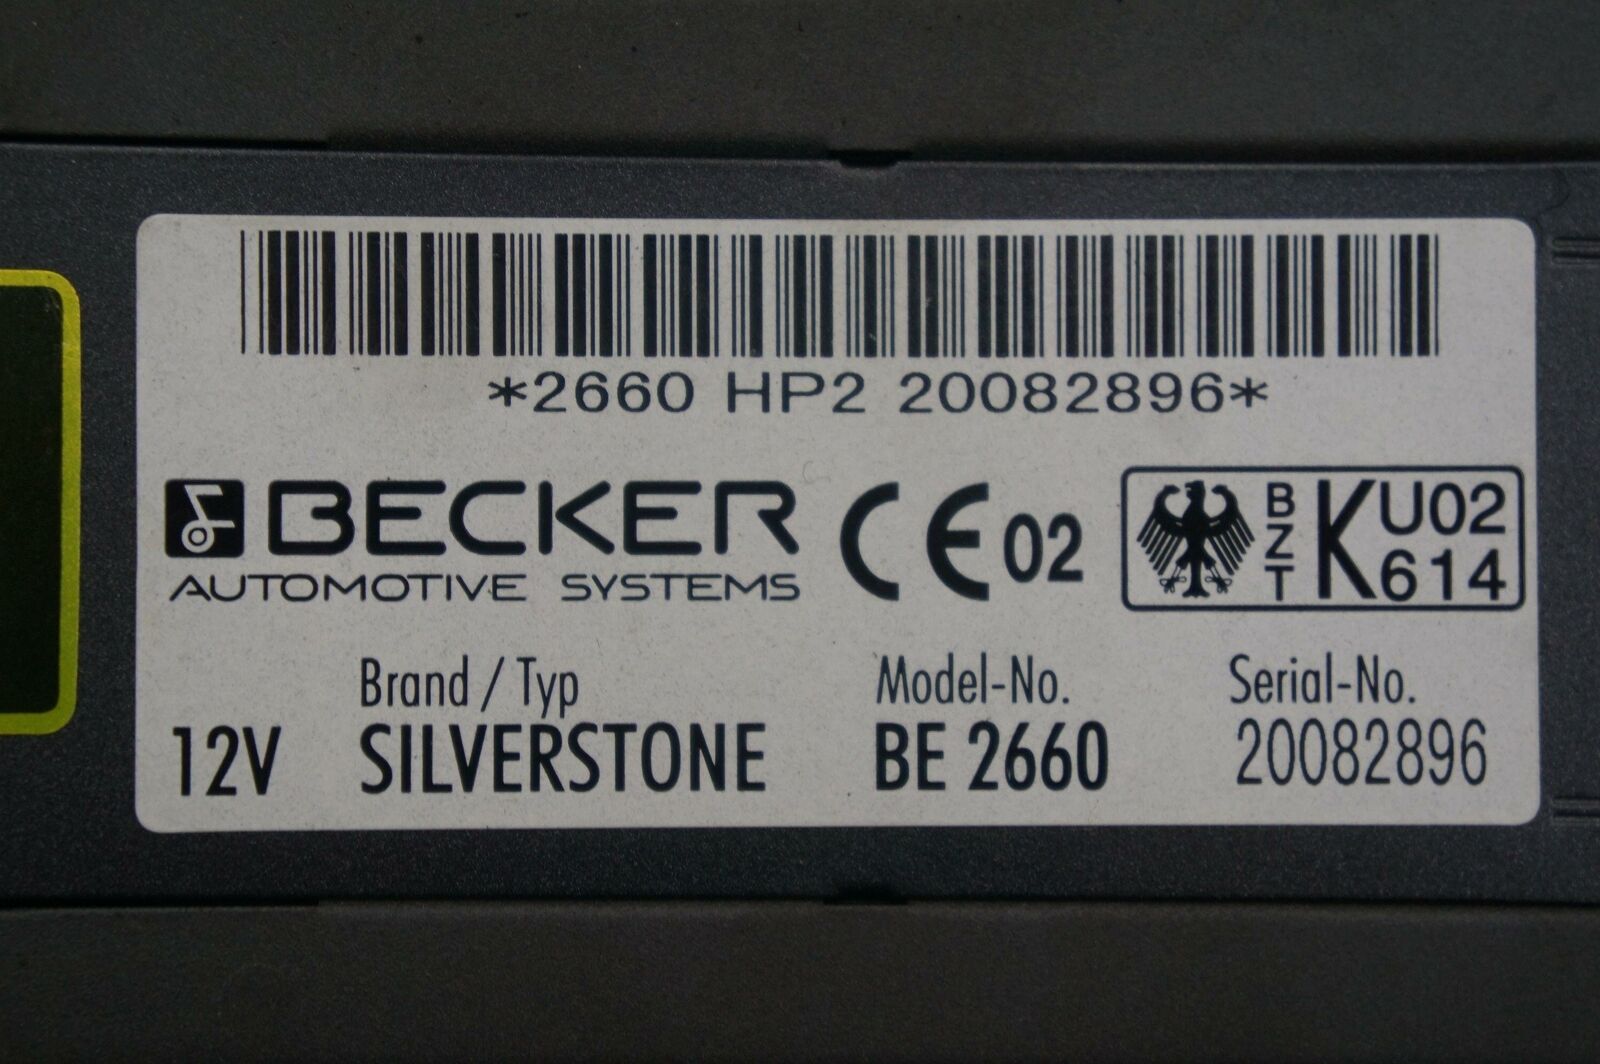 *2660 HP2 20082896*
BECKER
AUTOMOTIVE SYSTEMS
CE 02
BZT K U02 614
Brand / Typ Model-No. Serial-No.
12V SILVERSTONE BE 2660 20082896